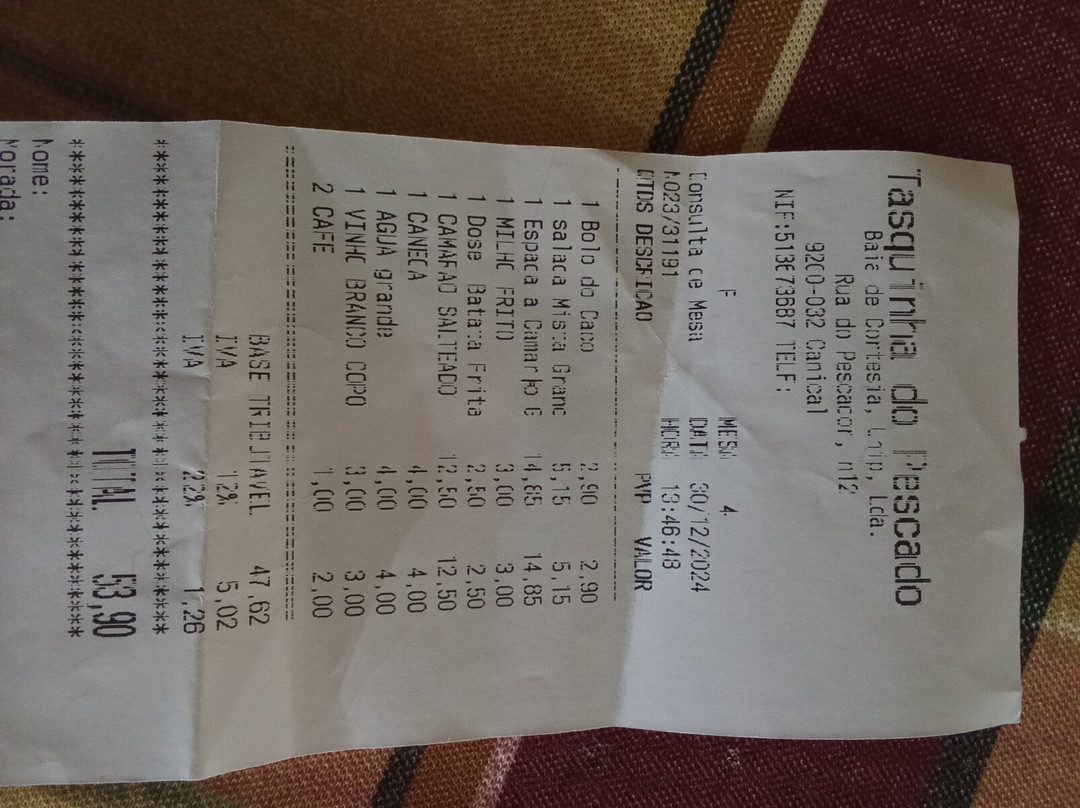 Tasquinha do Pescado
Baia de Cortesia, Unip, Lda.
Rua do Pescador, n12
9200-032 Canical
NIF:513673687 TELF:
F MESA 4
Consulta de Mesa DATA 30/12/2024
N023/31191 HORA 13:46:48
QTDS DESCRICAO PVP VALOR
1 Bolo do Caco 2,90 2,90
1 salada Mista Grand 5,15 5,15
1 Espada a Camarão G 14,85 14,85
1 MILHO FRITO 3,00 3,00
1 Dose Batata Frita 2,50 2,50
1 CAMARAO SALTEADO 12,50 12,50
1 CANECA 4,00 4,00
1 AGUA grande 4,00 4,00
1 VINHO BRANCO COPO 3,00 3,00
2 CAFE 1,00 2,00
BASE TRIBUTAVEL 47,62
IVA 12% 5,02
IVA 22% 1,26
************************************
TOTAL 53,90
************************************
Nome:
Morada: